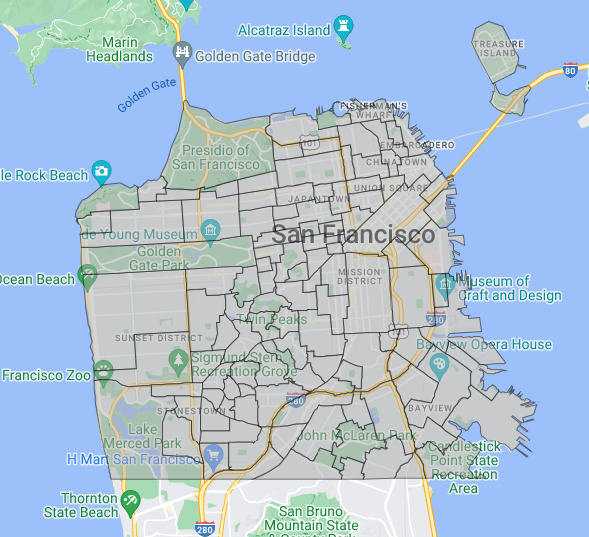 Alcatraz Island
Marin
Headlands
Golden Gate Bridge
TREASURE
ISLAND
80
Golden Gate
FISHERMAN'S
WHARF
101
EMBARCADERO
Presidio of
San Francisco
CHINATOWN
le Rock Beach
UNION SQUARE
JAPANTOWN
de Young Museum
San Francisco
Golden
Gate Park
Ocean Beach
MISSION
DISTRICT
Museum of
Craft and Design
280
Twin Peaks
101
SUNSET DISTRICT
Bayview Opera House
Sigmund Stern
Recreation Grove
Francisco Zoo
280
STONESTOWN
BAYVIEW
Lake
Merced Park
John McLaren Park
Candlestick
Point State
Recreation
Area
H Mart San Francisco
Thornton
State Beach
280
San Bruno
Mountain State
& County Park